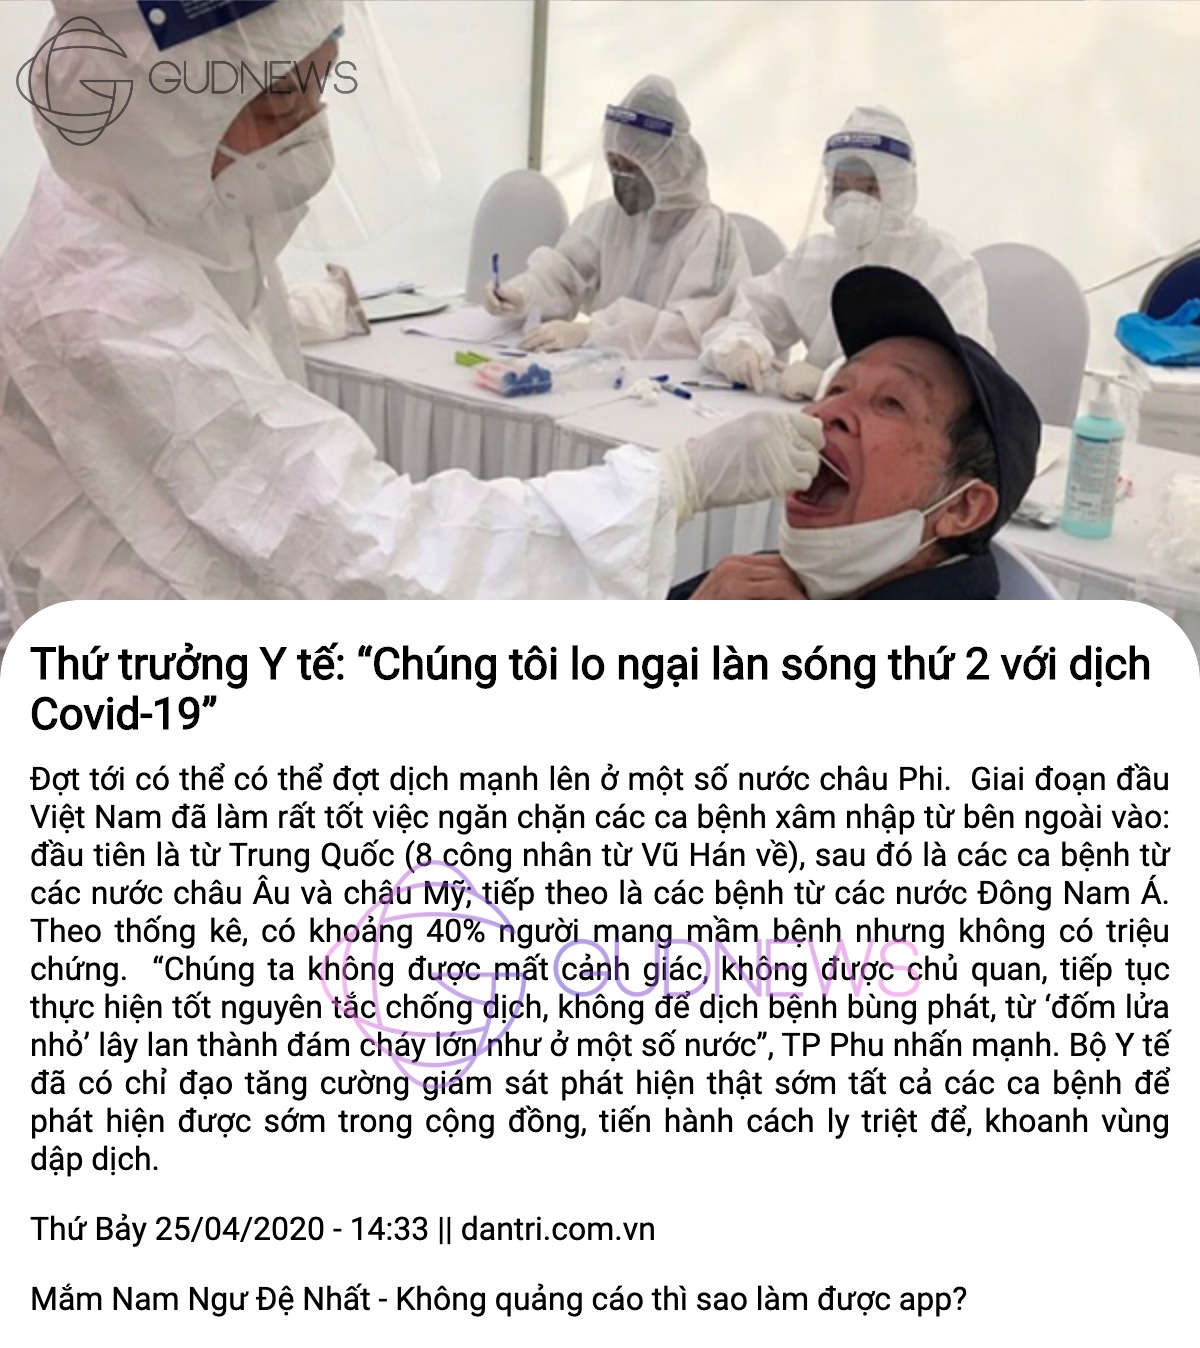 GUDNEWS
Thứ trưởng Y tế: “Chúng tôi lo ngại làn sóng thứ 2 với dịch
Covid-19”
Đợt tới có thể có thể đợt dịch mạnh lên ở một số nước châu Phi.  Giai đoạn đầu
Việt Nam đã làm rất tốt việc ngăn chặn các ca bệnh xâm nhập từ bên ngoài vào:
đầu tiên là từ Trung Quốc (8 công nhân từ Vũ Hán về), sau đó là các ca bệnh từ
các nước châu Âu và châu Mỹ; tiếp theo là các bệnh từ các nước Đông Nam Á.
Theo thống kê, có khoảng 40% người mang mầm bệnh nhưng không có triệu
chứng.  “Chúng ta không được mất cảnh giác, không được chủ quan, tiếp tục
GUDNEWS
thực hiện tốt nguyên tắc chống dịch, không để dịch bệnh bùng phát, từ ‘đốm lửa
nhỏ’ lây lan thành đám cháy lớn như ở một số nước”, TP Phu nhấn mạnh. Bộ Y tế
đã có chỉ đạo tăng cường giám sát phát hiện thật sớm tất cả các ca bệnh để
phát hiện được sớm trong cộng đồng, tiến hành cách ly triệt để, khoanh vùng
dập dịch.
Thứ Bảy 25/04/2020 - 14:33 || dantri.com.vn
Mắm Nam Ngư Đệ Nhất - Không quảng cáo thì sao làm được app?